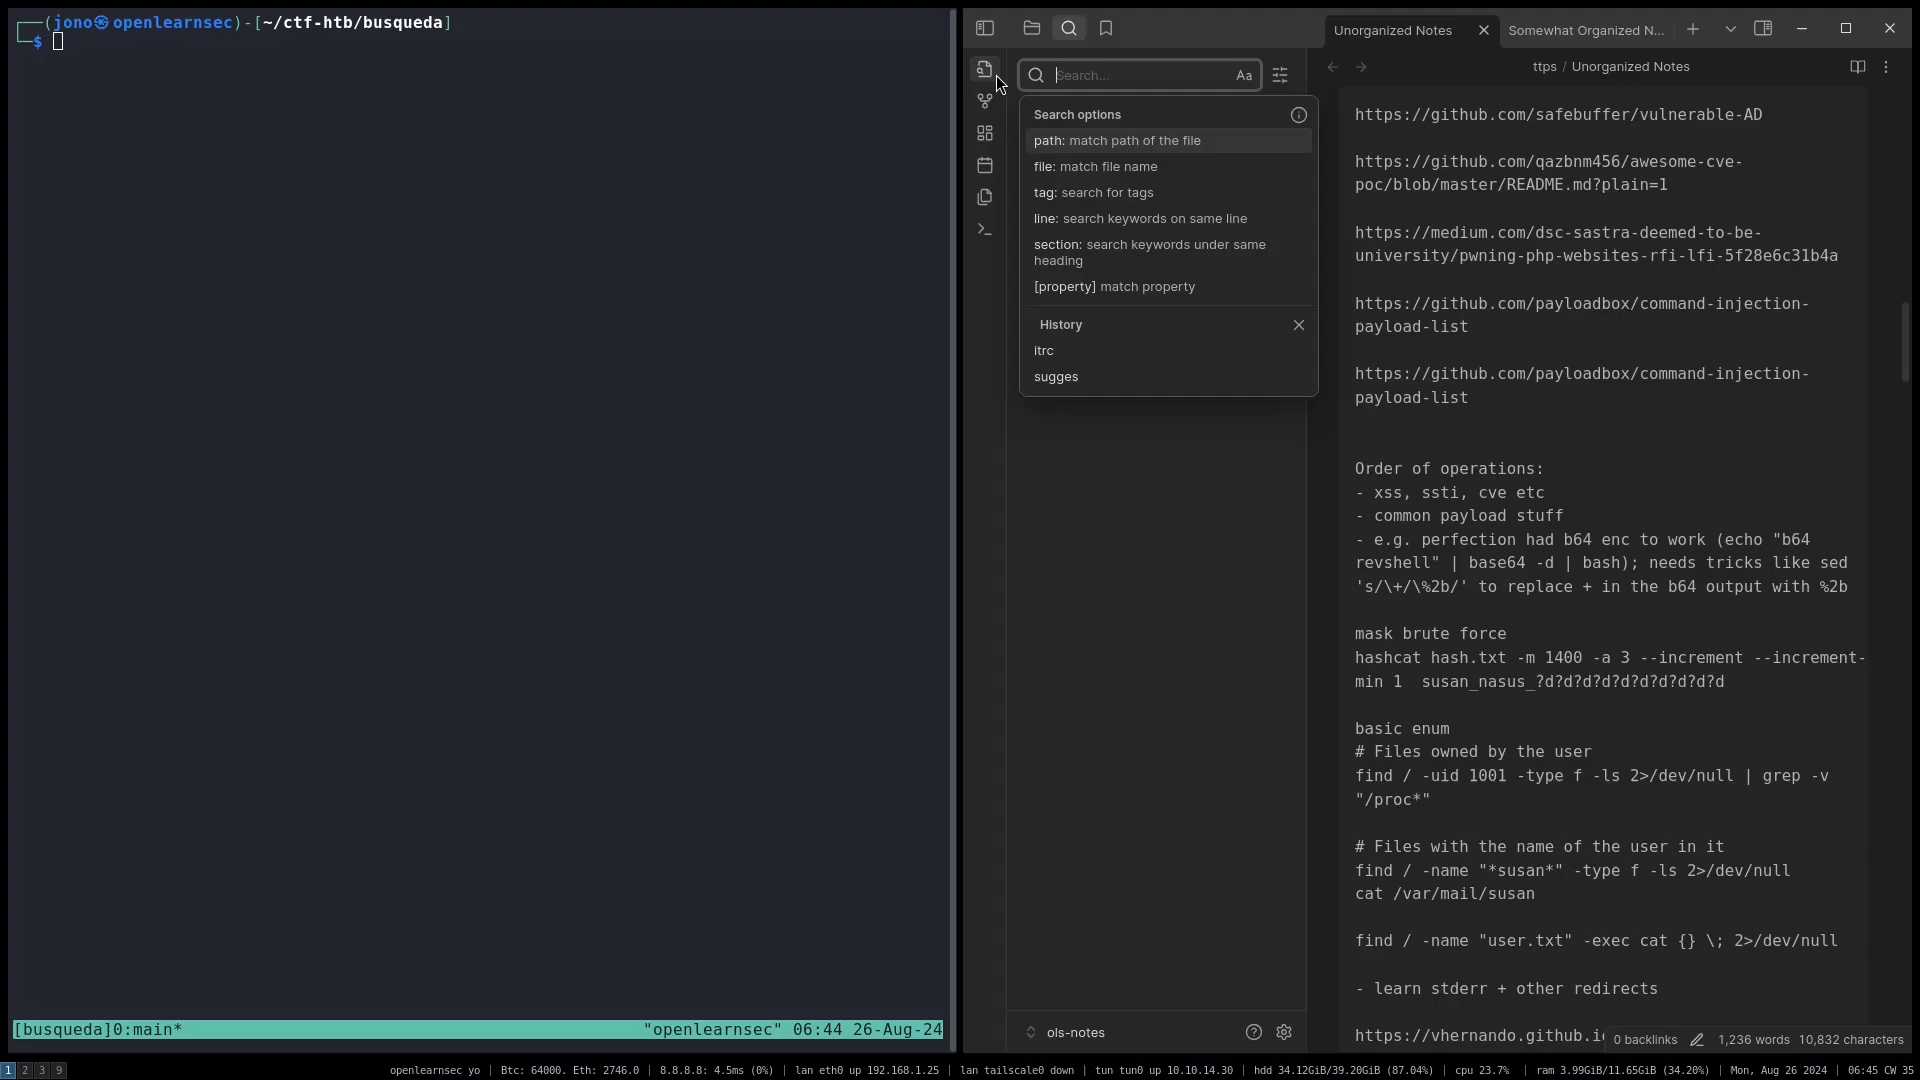 ┌──(jono㉿openlearnsec)-[~/ctf-htb/busqueda]
└─$
[busqueda]0:main*
"openlearnsec" 06:44 26-Aug-24
Unorganized Notes
Somewhat Organized N...
Search...
Aa
Search options
path: match path of the file
file: match file name
tag: search for tags
line: search keywords on same line
section: search keywords under same
heading
[property] match property
History
itrc
sugges
ols-notes
ttps / Unorganized Notes
https://github.com/safebuffer/vulnerable-AD
https://github.com/qazbnm456/awesome-cve-
poc/blob/master/README.md?plain=1
https://medium.com/dsc-sastra-deemed-to-be-
university/pwning-php-websites-rfi-lfi-5f28e6c31b4a
https://github.com/payloadbox/command-injection-
payload-list
https://github.com/payloadbox/command-injection-
payload-list
Order of operations:
- xss, ssti, cve etc
- common payload stuff
- e.g. perfection had b64 enc to work (echo "b64
revshell" | base64 -d | bash); needs tricks like sed
's/\+/\%2b/' to replace + in the b64 output with %2b
mask brute force
hashcat hash.txt -m 1400 -a 3 --increment --increment-
min 1  susan_nasus_?d?d?d?d?d?d?d?d?d?d
basic enum
# Files owned by the user
find / -uid 1001 -type f -ls 2>/dev/null | grep -v
"/proc*"
# Files with the name of the user in it
find / -name "*susan*" -type f -ls 2>/dev/null
cat /var/mail/susan
find / -name "user.txt" -exec cat {} \; 2>/dev/null
- learn stderr + other redirects
https://vhernando.github.i
0 backlinks
1,236 words
10,832 characters
1 2 3 9
openlearnsec yo | Btc: 64000. Eth: 2746.0 | 8.8.8.8: 4.5ms (0%) | lan eth0 up 192.168.1.25 | lan tailscale0 down | tun tun0 up 10.10.14.30 | hdd 34.12GiB/39.20GiB (87.04%) | cpu 23.7% | ram 3.99GiB/11.65GiB (34.20%) | Mon, Aug 26 2024 | 06:45 CW 35